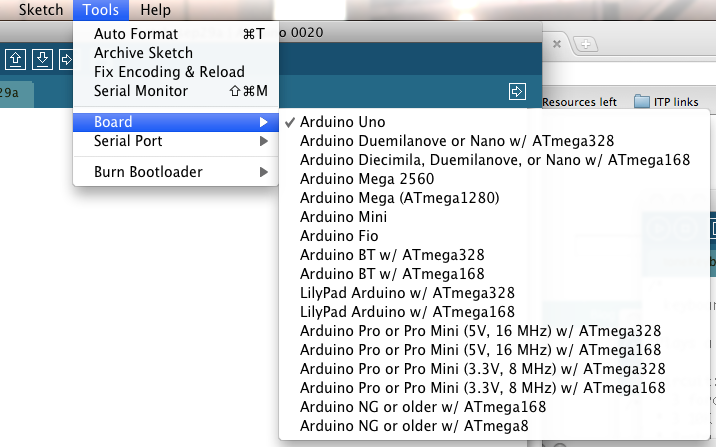 Sketch Tools Help
0020
Auto Format ⌘T
Archive Sketch
Fix Encoding & Reload
Serial Monitor ⇧⌘M
29a
Resources left ITP links
Board
Serial Port
Burn Bootloader
✓ Arduino Uno
Arduino Duemilanove or Nano w/ ATmega328
Arduino Diecimila, Duemilanove, or Nano w/ ATmega168
Arduino Mega 2560
Arduino Mega (ATmega1280)
Arduino Mini
Arduino Fio
Arduino BT w/ ATmega328
Arduino BT w/ ATmega168
LilyPad Arduino w/ ATmega328
LilyPad Arduino w/ ATmega168
Arduino Pro or Pro Mini (5V, 16 MHz) w/ ATmega328
Arduino Pro or Pro Mini (5V, 16 MHz) w/ ATmega168
Arduino Pro or Pro Mini (3.3V, 8 MHz) w/ ATmega328
Arduino Pro or Pro Mini (3.3V, 8 MHz) w/ ATmega168
Arduino NG or older w/ ATmega168
Arduino NG or older w/ ATmega8